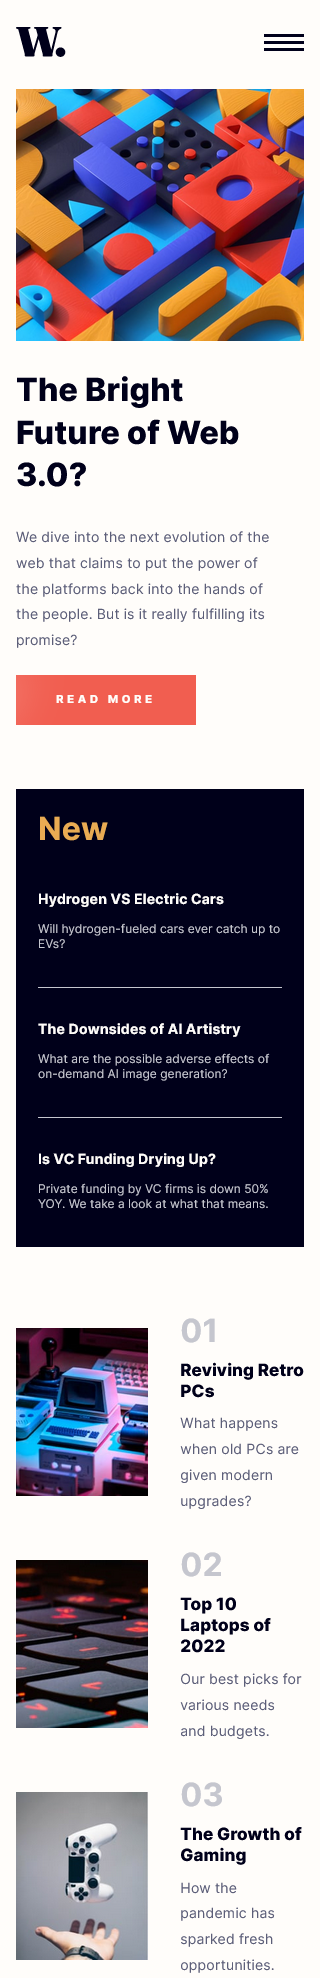 W.
The Bright
Future of Web
3.0?
We dive into the next evolution of the
web that claims to put the power of
the platforms back into the hands of
the people. But is it really fulfilling its
promise?
READ MORE
New
Hydrogen VS Electric Cars
Will hydrogen-fueled cars ever catch up to
EVs?
The Downsides of AI Artistry
What are the possible adverse effects of
on-demand AI image generation?
Is VC Funding Drying Up?
Private funding by VC firms is down 50%
YOY. We take a look at what that means.
01
Reviving Retro
PCs
What happens
when old PCs are
given modern
upgrades?
02
Top 10
Laptops of
2022
Our best picks for
various needs
and budgets.
03
The Growth of
Gaming
How the
pandemic has
sparked fresh
opportunities.